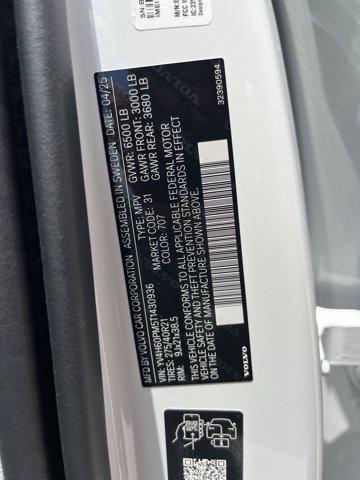 MFD BY VOLVO CAR CORPORATION ASSEMBLED IN SWEDEN DATE: 04/25
GVWR: 6500 LB
GAWR FRONT: 3000 LB
GAWR REAR: 3680 LB
VIN: YV4H60PM5T1430936 TYPE: MPV
TIRES: 275/40R21 MARKET CODE: 31
RIM: 9Jx21x38.5 COLOR: 707
THIS VEHICLE CONFORMS TO ALL APPLICABLE FEDERAL MOTOR
VEHICLE SAFETY AND THEFT PREVENTION STANDARDS IN EFFECT
ON THE DATE OF MANUFACTURE SHOWN ABOVE.
32390594
VOLVO